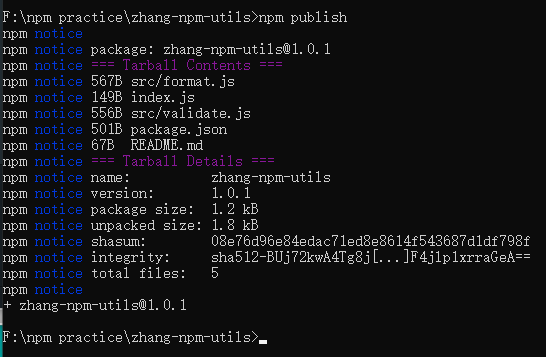 F:\npm practice\zhang-npm-utils>npm publish
npm notice
npm notice package: zhang-npm-utils@1.0.1
npm notice === Tarball Contents ===
npm notice 567B src/format.js
npm notice 149B index.js
npm notice 556B src/validate.js
npm notice 501B package.json
npm notice 67B README.md
npm notice === Tarball Details ===
npm notice name: zhang-npm-utils
npm notice version: 1.0.1
npm notice package size: 1.2 kB
npm notice unpacked size: 1.8 kB
npm notice shasum: 08e76d96e84edac71ed8e8614f543687d1df798f
npm notice integrity: sha512-BUj72kwA4Tg8j[...]F4j1p1xrraGeA==
npm notice total files: 5
npm notice
+ zhang-npm-utils@1.0.1
F:\npm practice\zhang-npm-utils>